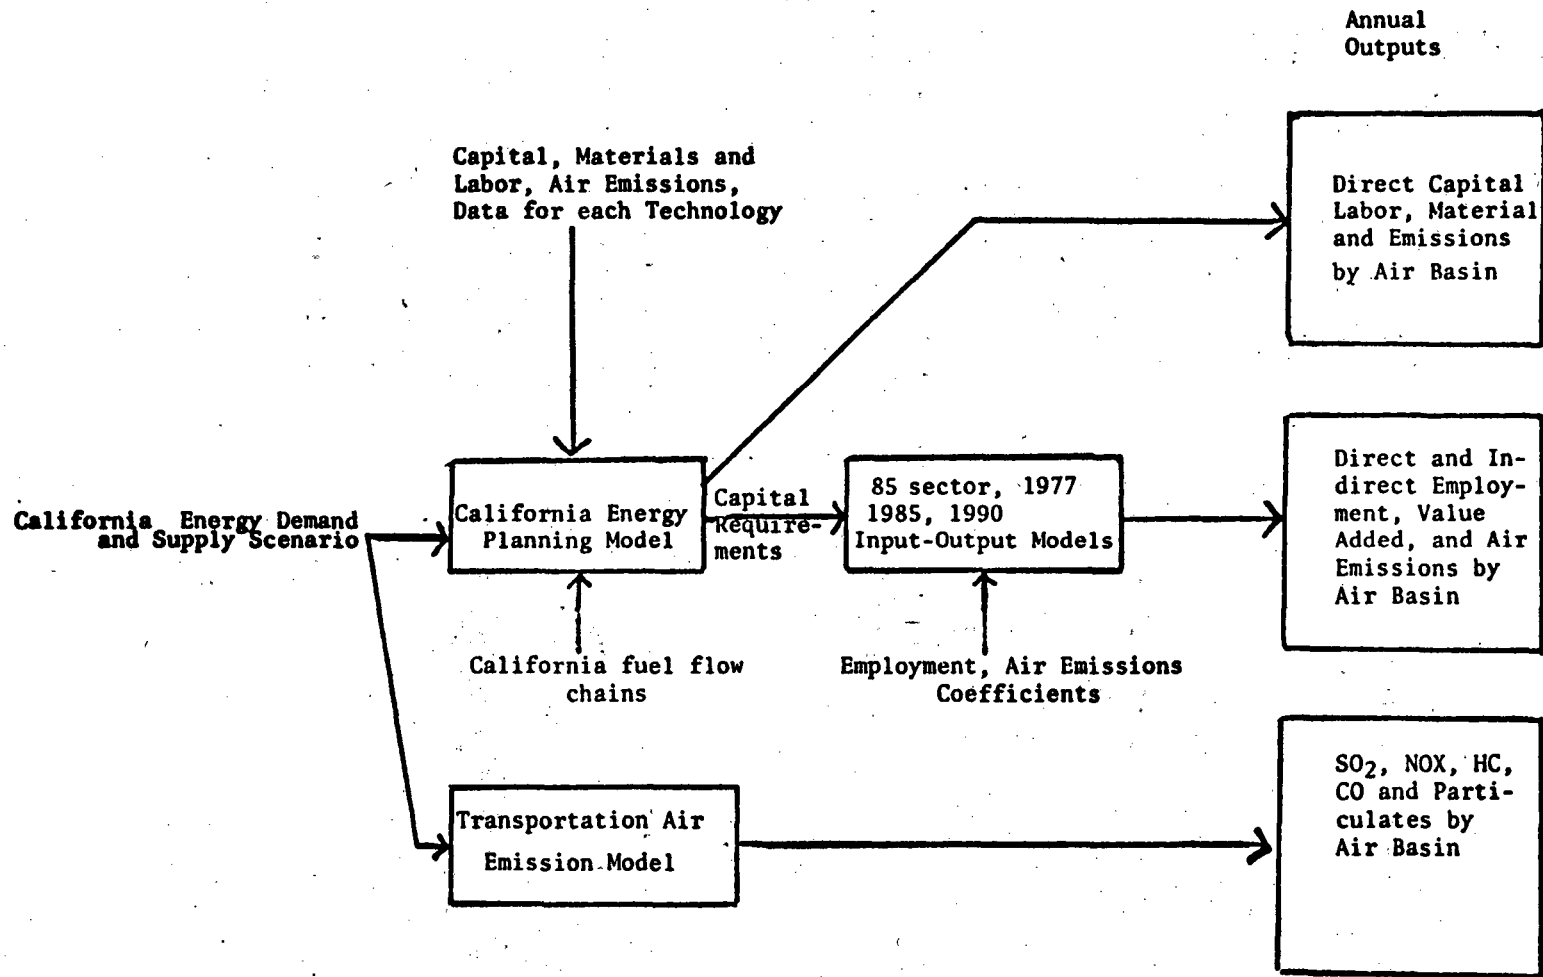 Annual
Outputs
Capital, Materials and
Labor, Air Emissions,
Data for each Technology
Direct Capital
Labor, Material
and Emissions
by Air Basin
California Energy Demand
and Supply Scenario
California Energy
Planning Model
Capital
Require-
ments
85 sector, 1977
1985, 1990
Input-Output Models
Direct and In-
direct Employ-
ment, Value
Added, and Air
Emissions by
Air Basin
California fuel flow
chains
Employment, Air Emissions
Coefficients
Transportation Air
Emission Model
SO2, NOX, HC,
CO and Parti-
culates by
Air Basin